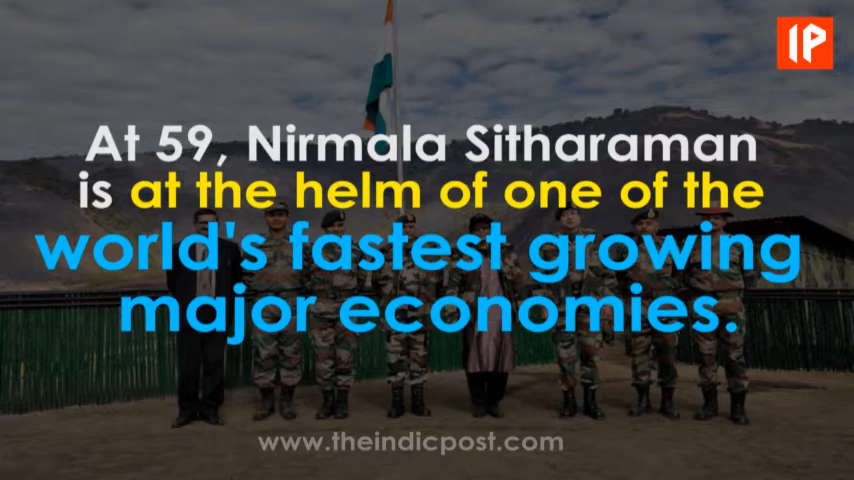 IP
At 59, Nirmala Sitharaman
is at the helm of one of the
world's fastest growing
major economies.
www.theindicpost.com